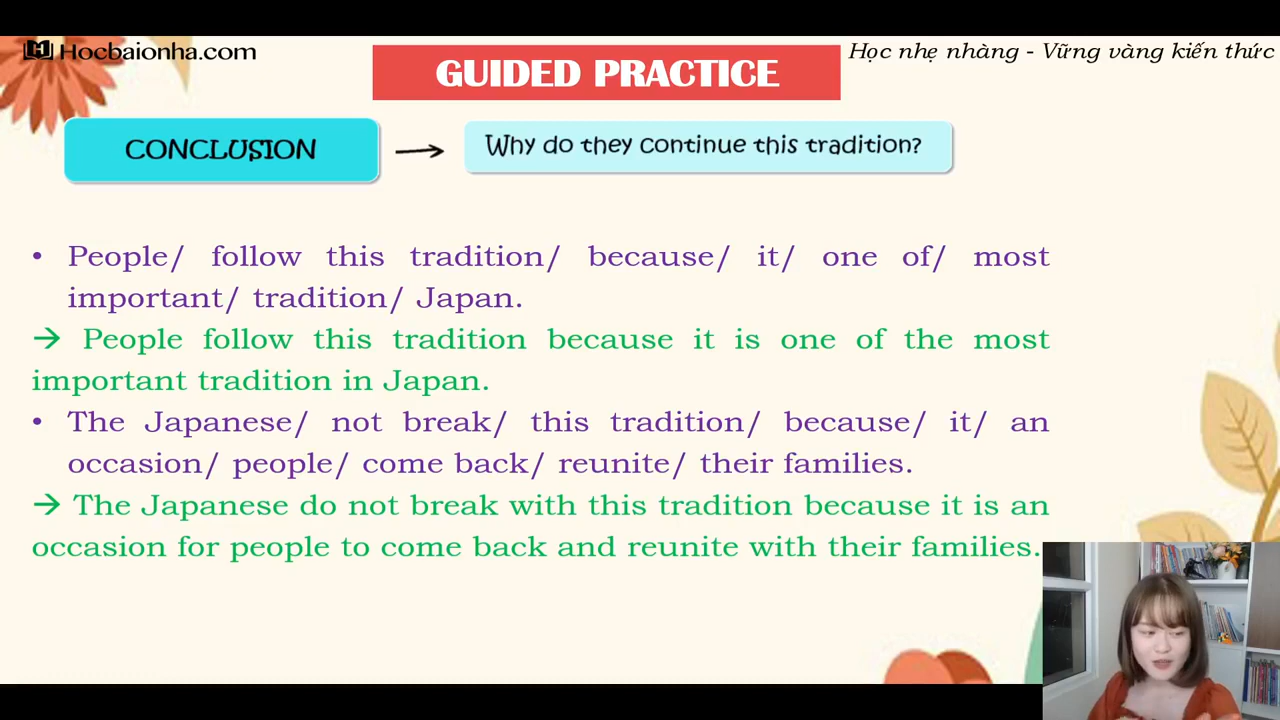 Hocbaionha.com
Học nhẹ nhàng - Vững vàng kiến thức
GUIDED PRACTICE
CONCLUSION
Why do they continue this tradition?
• People/ follow this tradition/ because/ it/ one of/ most
important/ tradition/ Japan.
→ People follow this tradition because it is one of the most
important tradition in Japan.
• The Japanese/ not break/ this tradition/ because/ it/ an
occasion/ people/ come back/ reunite/ their families.
→ The Japanese do not break with this tradition because it is an
occasion for people to come back and reunite with their families.